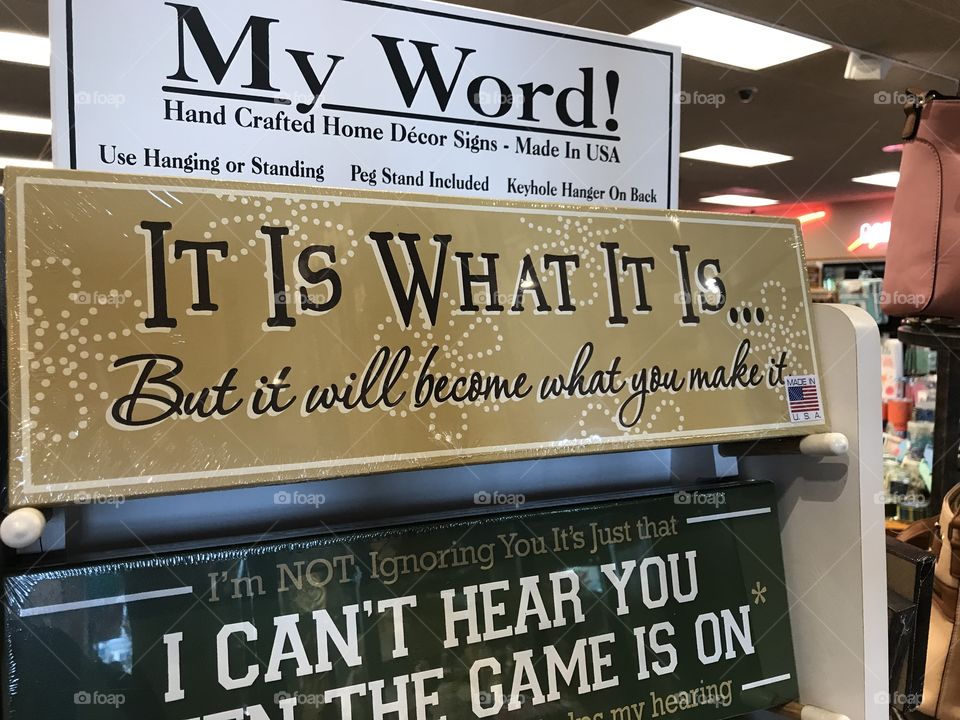 My Word!
Hand Crafted Home Décor Signs - Made In USA
Use Hanging or Standing Peg Stand Included Keyhole Hanger On Back
It Is What It Is...
But it will become what you make it
MADE IN
U.S.A.
I'm NOT Ignoring You It's Just that
I CAN'T HEAR YOU
THE GAME IS ON*
my hearing